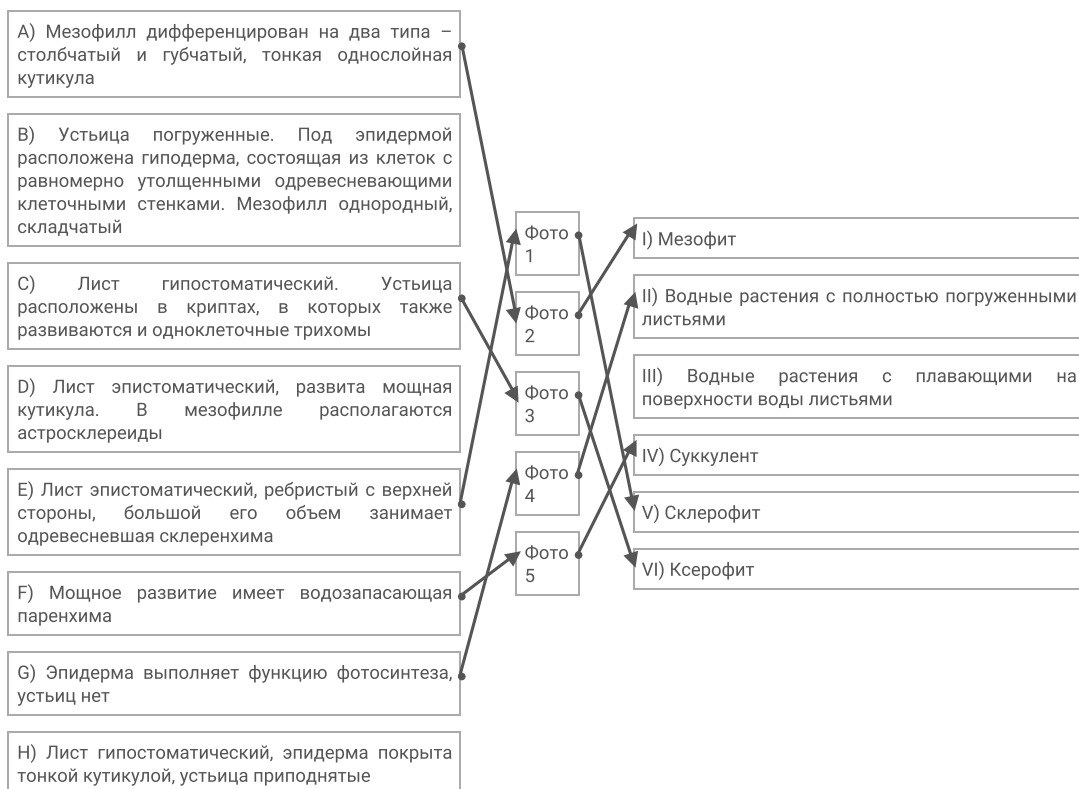 A) Мезофилл дифференцирован на два типа –
столбчатый и губчатый, тонкая однослойная
кутикула
B) Устьица погруженные. Под эпидермой
расположена гиподерма, состоящая из клеток с
равномерно утолщенными одревесневающими
клеточными стенками. Мезофилл однородный,
складчатый
C) Лист гипостоматический. Устьица
расположены в криптах, в которых также
развиваются и одноклеточные трихомы
D) Лист эпистоматический, развита мощная
кутикула. В мезофилле располагаются
астросклереиды
E) Лист эпистоматический, ребристый с верхней
стороны, большой его объем занимает
одревесневшая склеренхима
F) Мощное развитие имеет водозапасающая
паренхима
G) Эпидерма выполняет функцию фотосинтеза,
устьиц нет
H) Лист гипостоматический, эпидерма покрыта
тонкой кутикулой, устьица приподнятые
Фото
1
Фото
2
Фото
3
Фото
4
Фото
5
I) Мезофит
II) Водные растения с полностью погруженными
листьями
III) Водные растения с плавающими на
поверхности воды листьями
IV) Суккулент
V) Склерофит
VI) Ксерофит